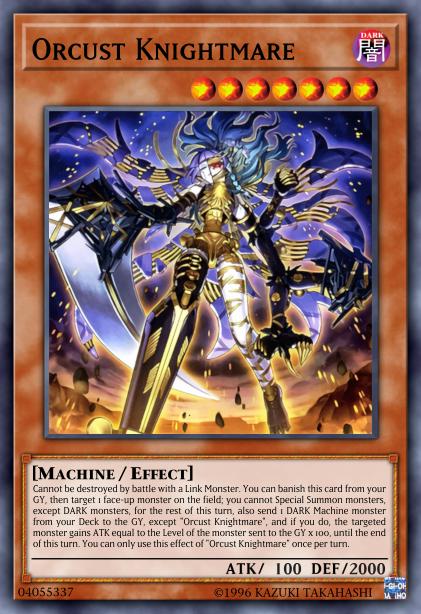 ORCUST KNIGHTMARE
DARK
闇
[MACHINE / EFFECT]
Cannot be destroyed by battle with a Link Monster. You can banish this card from your
GY, then target 1 face-up monster on the field; you cannot Special Summon monsters,
except DARK monsters, for the rest of this turn, also send 1 DARK Machine monster
from your Deck to the GY, except "Orcust Knightmare", and if you do, the targeted
monster gains ATK equal to the Level of the monster sent to the GY x 100, until the end
of this turn. You can only use this effect of "Orcust Knightmare" once per turn.
ATK/ 100 DEF/2000
04055337
©1996 KAZUKI TAKAHASHI